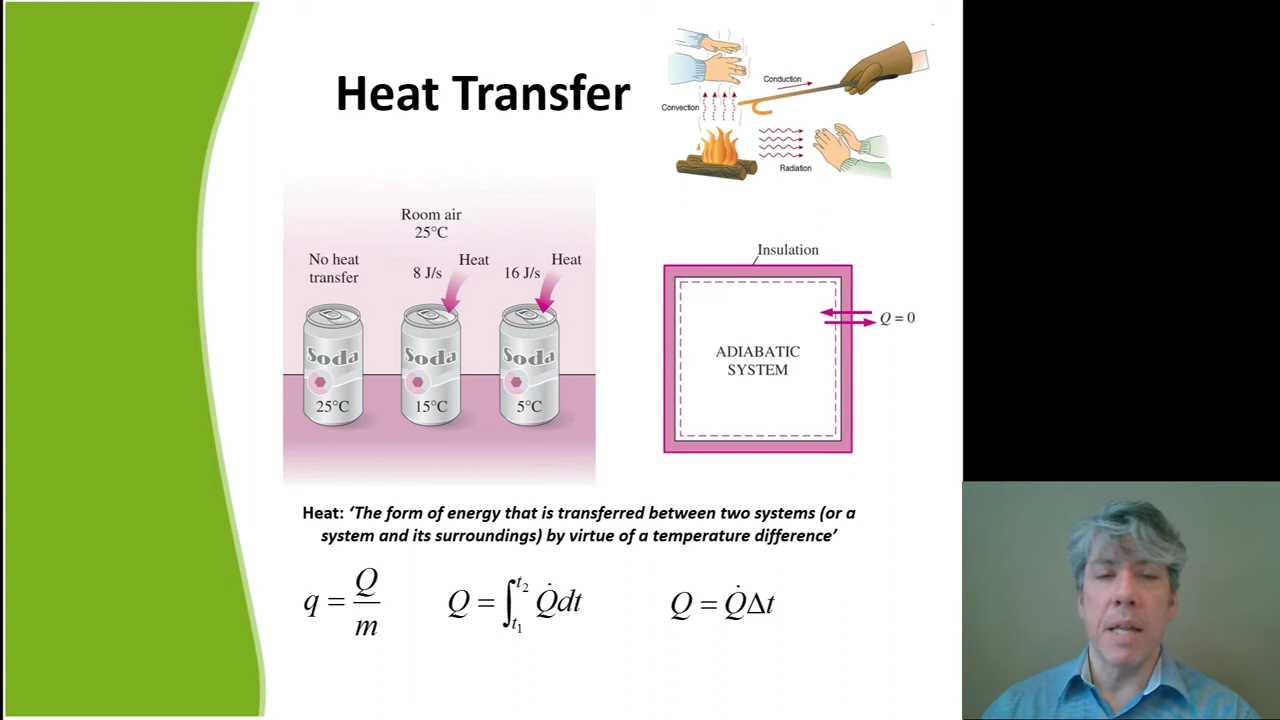 Heat Transfer
Conduction
Convection
Radiation
Room air
25°C
No heat
transfer
8 J/s
Heat
16 J/s
Heat
Soda
25°C
Soda
15°C
Soda
5°C
Insulation
Q = 0
ADIABATIC
SYSTEM
Heat: ‘The form of energy that is transferred between two systems (or a
system and its surroundings) by virtue of a temperature difference’
q = Q/m
Q = ∫_{t₁}^{t₂} Q̇dt
Q = Q̇Δt